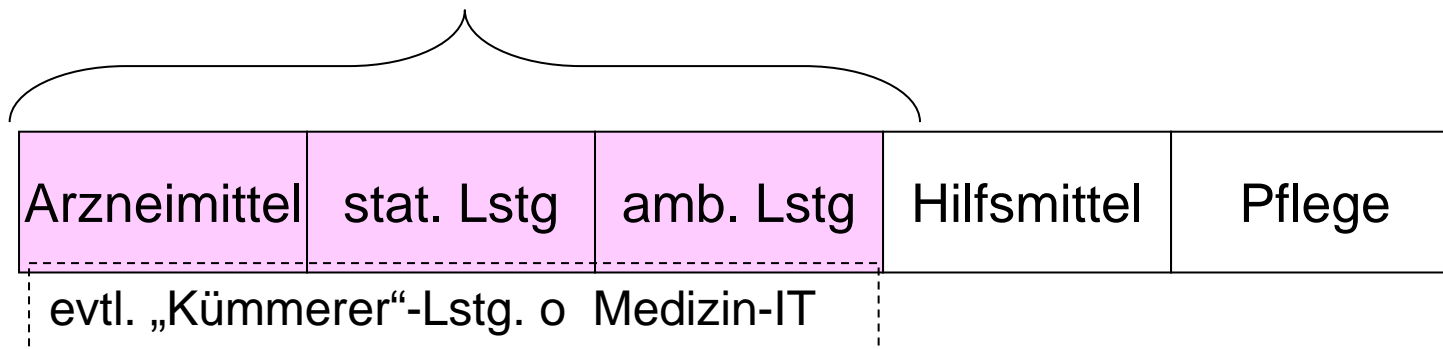 Arzneimittel stat. Lstg amb. Lstg Hilfsmittel Pflege
evtl. „Kümmerer“-Lstg. o Medizin-IT